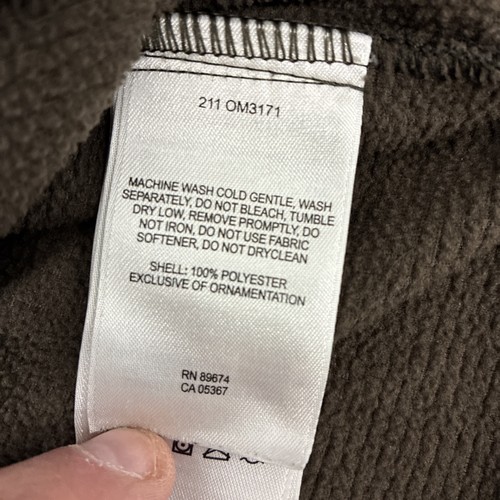 211 OM3171
MACHINE WASH COLD GENTLE, WASH
SEPARATELY, DO NOT BLEACH, TUMBLE
DRY LOW, REMOVE PROMPTLY, DO
NOT IRON, DO NOT USE FABRIC
SOFTENER, DO NOT DRYCLEAN
SHELL: 100% POLYESTER
EXCLUSIVE OF ORNAMENTATION
RN 89674
CA 05367